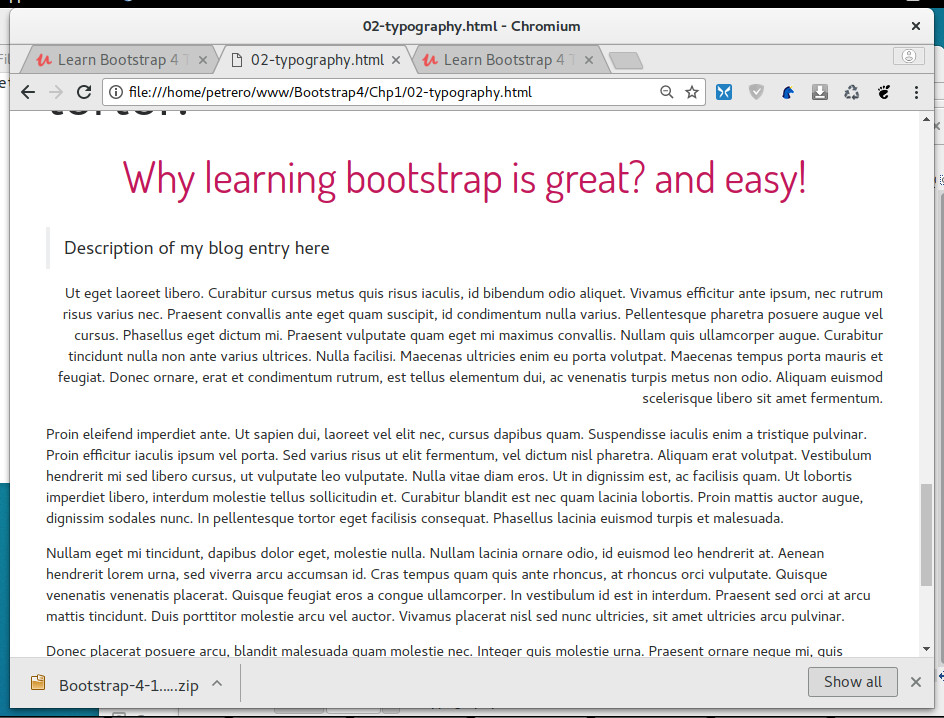 02-typography.html - Chromium
Learn Bootstrap 4 T
02-typography.html
Learn Bootstrap 4 T
file:///home/petrero/www/Bootstrap4/Chp1/02-typography.html
tortor.
Why learning bootstrap is great? and easy!
Description of my blog entry here
Ut eget laoreet libero. Curabitur cursus metus quis risus iaculis, id bibendum odio aliquet. Vivamus efficitur ante ipsum, nec rutrum
risus varius nec. Praesent convallis ante eget quam suscipit, id condimentum nulla varius. Pellentesque pharetra posuere augue vel
cursus. Phasellus eget dictum mi. Praesent vulputate quam eget mi maximus convallis. Nullam quis ullamcorper augue. Curabitur
tincidunt nulla non ante varius ultrices. Nulla facilisi. Maecenas ultricies enim eu porta volutpat. Maecenas tempus porta mauris et
feugiat. Donec ornare, erat et condimentum rutrum, est tellus elementum dui, ac venenatis turpis metus non odio. Aliquam euismod
scelerisque libero sit amet fermentum.
Proin eleifend imperdiet ante. Ut sapien dui, laoreet vel elit nec, cursus dapibus quam. Suspendisse iaculis enim a tristique pulvinar.
Proin efficitur iaculis ipsum vel porta. Sed varius risus ut elit fermentum, vel dictum nisl pharetra. Aliquam erat volutpat. Vestibulum
hendrerit mi sed libero cursus, ut vulputate leo vulputate. Nulla vitae diam eros. Ut in dignissim est, ac facilisis quam. Ut lobortis
imperdiet libero, interdum molestie tellus sollicitudin et. Curabitur blandit est nec quam lacinia lobortis. Proin mattis auctor augue,
dignissim sodales nunc. In pellentesque tortor eget facilisis consequat. Phasellus lacinia euismod turpis et malesuada.
Nullam eget mi tincidunt, dapibus dolor eget, molestie nulla. Nullam lacinia ornare odio, id euismod leo hendrerit at. Aenean
hendrerit lorem urna, sed viverra arcu accumsan id. Cras tempus quam quis ante rhoncus, at rhoncus orci vulputate. Quisque
venenatis venenatis placerat. Quisque feugiat eros a congue ullamcorper. In vestibulum id est in interdum. Praesent sed orci at arcu
mattis tincidunt. Duis porttitor molestie arcu vel auctor. Vivamus placerat nisl sed nunc ultricies, sit amet ultricies arcu pulvinar.
Donec placerat posuere arcu, blandit malesuada quam molestie nec. Integer quis molestie urna. Praesent ornare neque mi, quis
Bootstrap-4-1.....zip
Show all